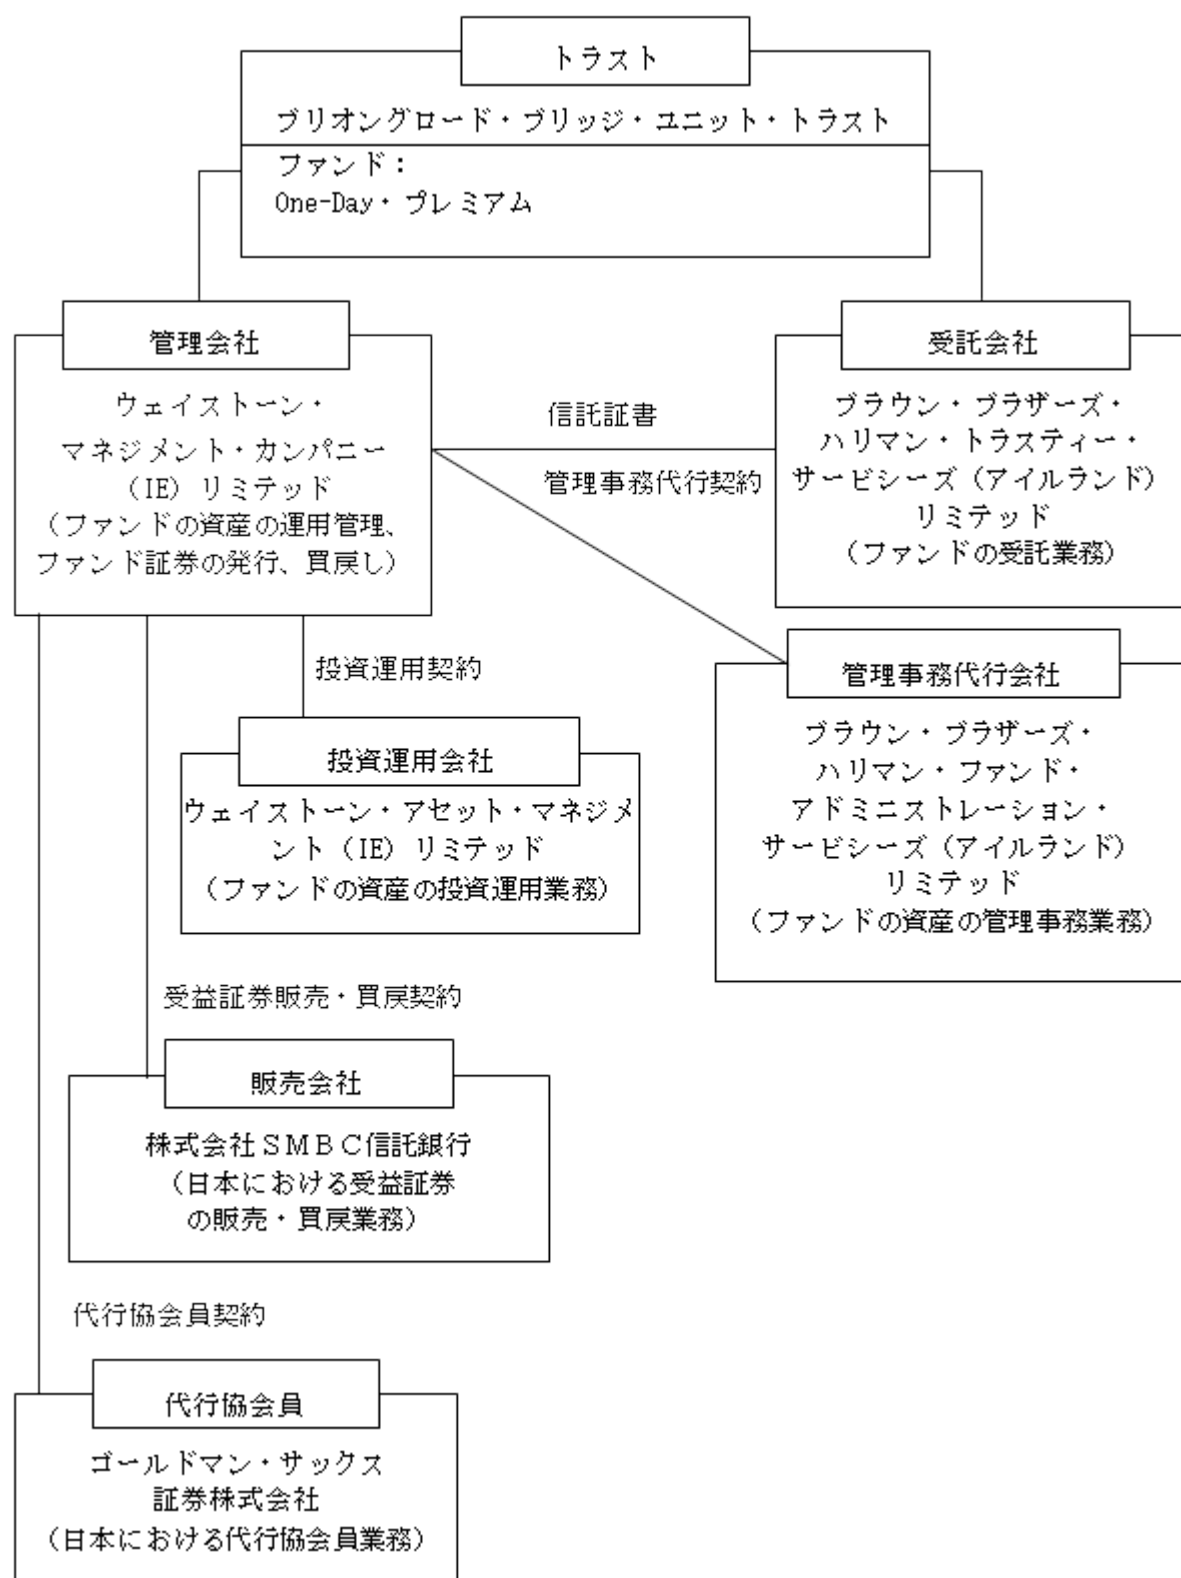 トラスト
ブリオングロード・ブリッジ・ユニット・トラスト
ファンド：
One-Day・プレミアム
管理会社
ウェイストーン・
マネジメント・カンパニー
（IE）リミテッド
（ファンドの資産の運用管理、
ファンド証券の発行、買戻し）
信託証書
管理事務代行契約
受託会社
ブラウン・ブラザーズ・
ハリマン・トラスティー・
サービシーズ（アイルランド）
リミテッド
（ファンドの受託業務）
投資運用契約
投資運用会社
ウェイストーン・アセット・マネジメ
ント（IE）リミテッド
（ファンドの資産の投資運用業務）
管理事務代行会社
ブラウン・ブラザーズ・
ハリマン・ファンド・
アドミニストレーション・
サービシーズ（アイルランド）
リミテッド
（ファンドの資産の管理事務業務）
受益証券販売・買戻契約
販売会社
株式会社ＳＭＢＣ信託銀行
（日本における受益証券
の販売・買戻業務）
代行協会員契約
代行協会員
ゴールドマン・サックス
証券株式会社
（日本における代行協会員業務）